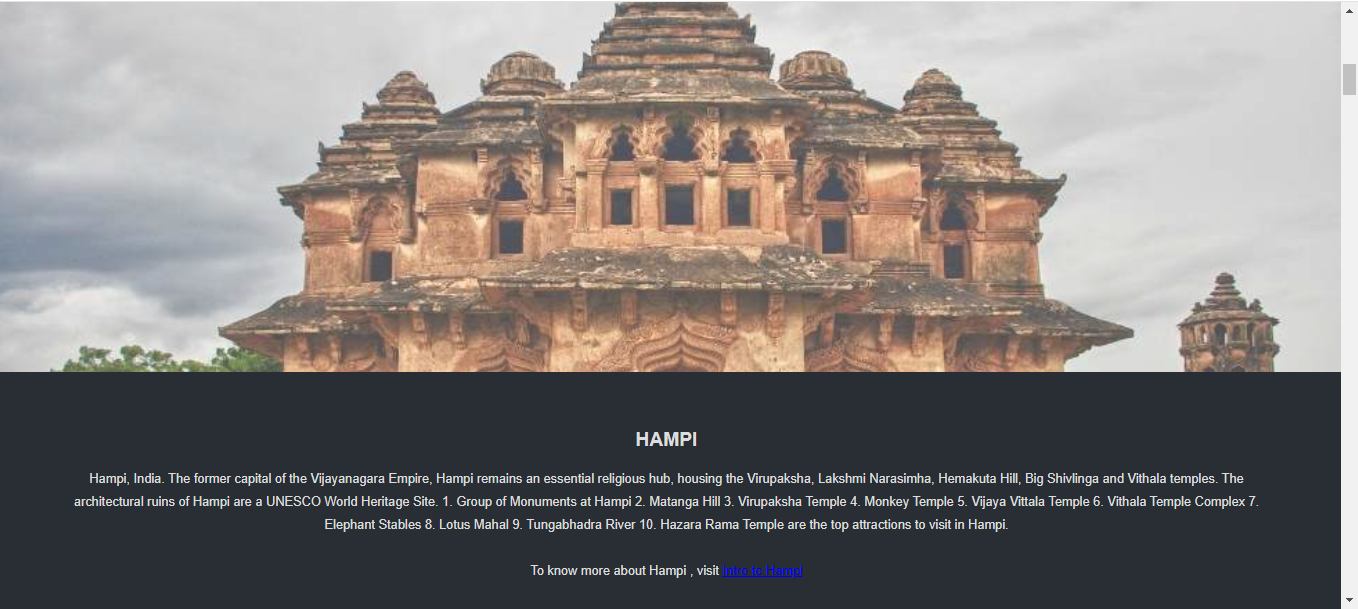 HAMPI
Hampi, India. The former capital of the Vijayanagara Empire, Hampi remains an essential religious hub, housing the Virupaksha, Lakshmi Narasimha, Hemakuta Hill, Big Shivlinga and Vithala temples. The
architectural ruins of Hampi are a UNESCO World Heritage Site. 1. Group of Monuments at Hampi 2. Matanga Hill 3. Virupaksha Temple 4. Monkey Temple 5. Vijaya Vittala Temple 6. Vithala Temple Complex 7.
Elephant Stables 8. Lotus Mahal 9. Tungabhadra River 10. Hazara Rama Temple are the top attractions to visit in Hampi.
To know more about Hampi , visit Intro to Hampi